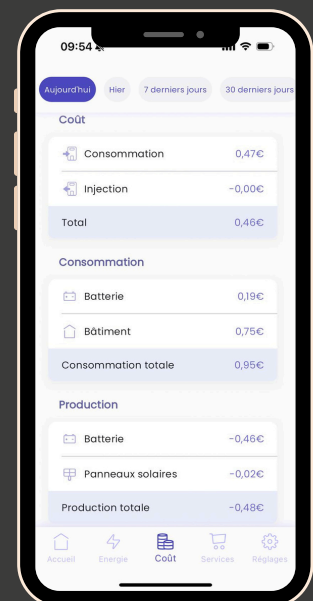 09:54
Aujourd'hui Hier 7 derniers jours 30 derniers jours
Coût
Consommation 0,47€
Injection -0,00€
Total 0,46€
Consommation
Batterie 0,19€
Bâtiment 0,75€
Consommation totale 0,95€
Production
Batterie -0,46€
Panneaux solaires -0,02€
Production totale -0,48€
Accueil Energie Coût Services Réglages